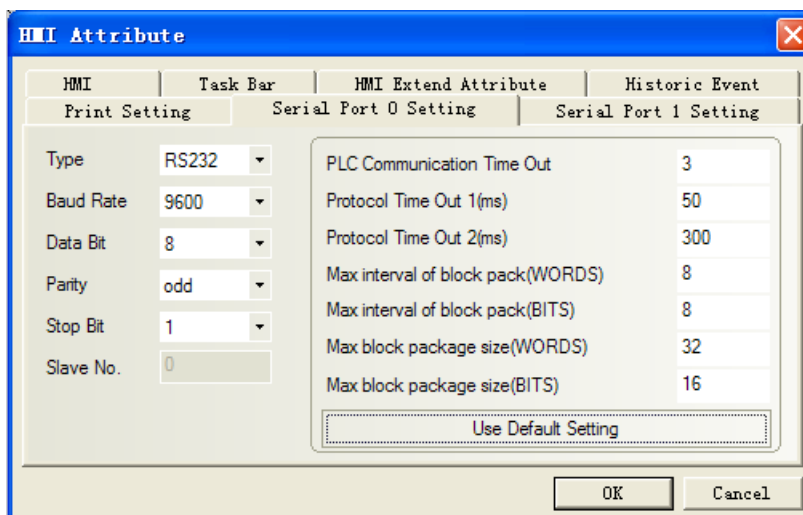 HMI Attribute
HMI Task Bar HMI Extend Attribute Historic Event
Print Setting Serial Port 0 Setting Serial Port 1 Setting
Type RS232
Baud Rate 9600
Data Bit 8
Parity odd
Stop Bit 1
Slave No. 0
PLC Communication Time Out 3
Protocol Time Out 1(ms) 50
Protocol Time Out 2(ms) 300
Max interval of block pack(WORDS) 8
Max interval of block pack(BITS) 8
Max block package size(WORDS) 32
Max block package size(BITS) 16
Use Default Setting
OK Cancel